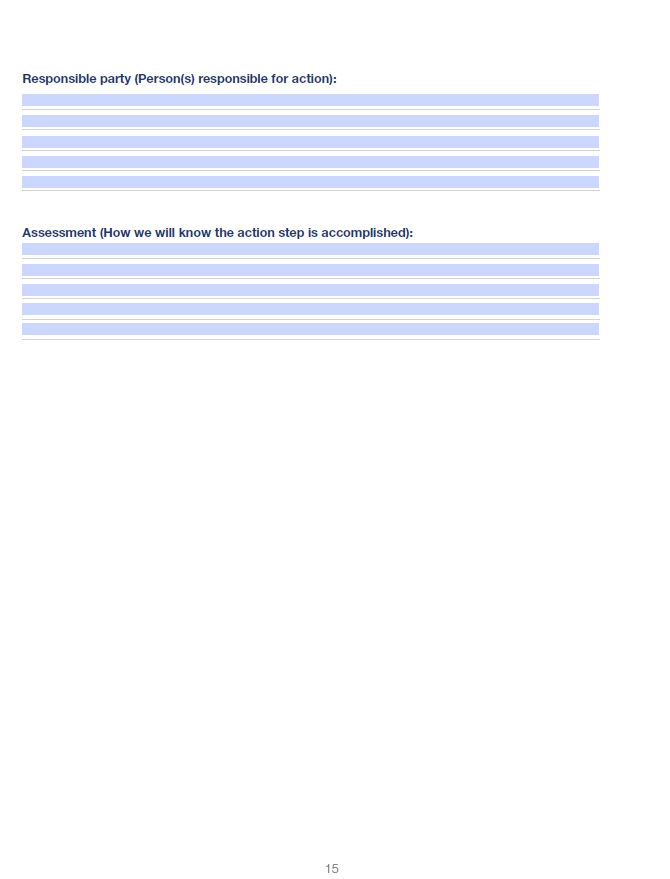 Responsible party (Person(s) responsible for action):
Assessment (How we will know the action step is accomplished):
15